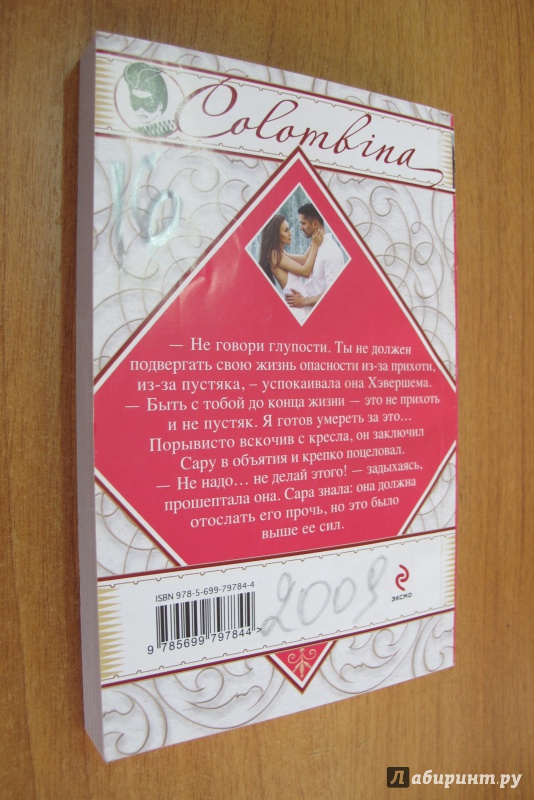 Colombina
16
— Не говори глупости. Ты не должен
подвергать свою жизнь опасности из-за прихоти,
из-за пустяка, – успокаивала она Хэвершема.
— Быть с тобой до конца жизни — это не прихоть
и не пустяк. Я готов умереть за это…
Порывисто вскочив с кресла, он заключил
Сару в объятия и крепко поцеловал.
— Не надо… не делай этого! — задыхаясь,
прошептала она. Сара знала: она должна
отослать его прочь, но это было
выше ее сил.
ISBN 978-5-699-79784-4
9 785699 797844 >
2009
ЭКСМО
Лабиринт.ру